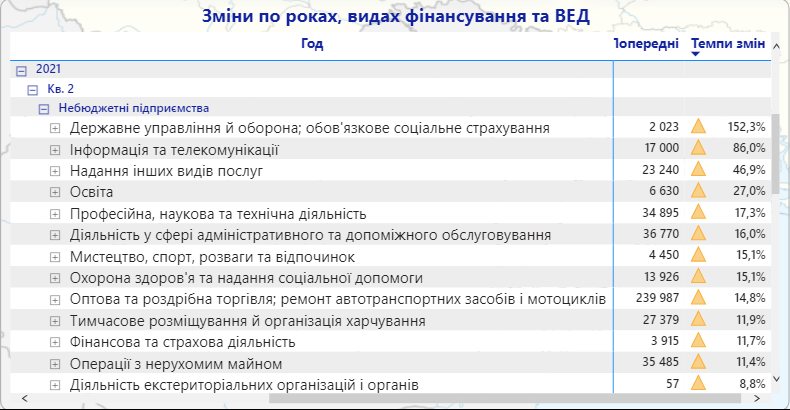 Зміни по роках, видах фінансування та ВЕД
Год Попередні Темпи змін
2021
Кв. 2
Небюджетні підприємства
Державне управління й оборона; обов'язкове соціальне страхування 2 023 152,3%
Інформація та телекомунікації 17 000 86,0%
Надання інших видів послуг 23 240 46,9%
Освіта 6 630 27,0%
Професійна, наукова та технічна діяльність 34 895 17,3%
Діяльність у сфері адміністративного та допоміжного обслуговування 36 770 16,0%
Мистецтво, спорт, розваги та відпочинок 4 450 15,1%
Охорона здоров'я та надання соціальної допомоги 13 926 15,1%
Оптова та роздрібна торгівля; ремонт автотранспортних засобів і мотоциклів 239 987 14,8%
Тимчасове розміщування й організація харчування 27 379 11,9%
Фінансова та страхова діяльність 3 915 11,7%
Операції з нерухомим майном 35 485 11,4%
Діяльність екстериторіальних організацій і органів 57 8,8%